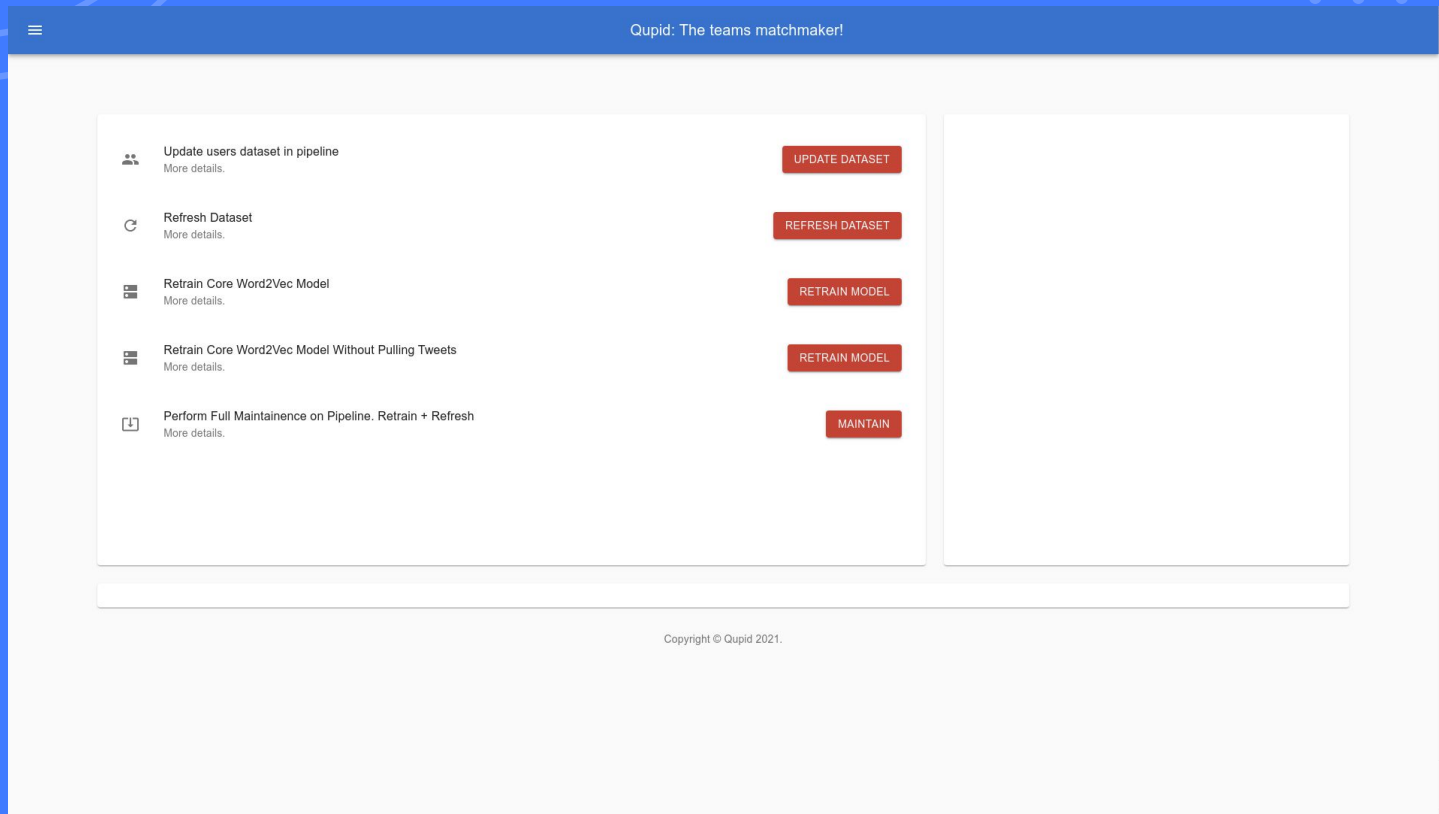 Qupid: The teams matchmaker!
Update users dataset in pipeline
More details.
UPDATE DATASET
Refresh Dataset
More details.
REFRESH DATASET
Retrain Core Word2Vec Model
More details.
RETRAIN MODEL
Retrain Core Word2Vec Model Without Pulling Tweets
More details.
RETRAIN MODEL
Perform Full Maintainence on Pipeline. Retrain + Refresh
More details.
MAINTAIN
Copyright © Qupid 2021.